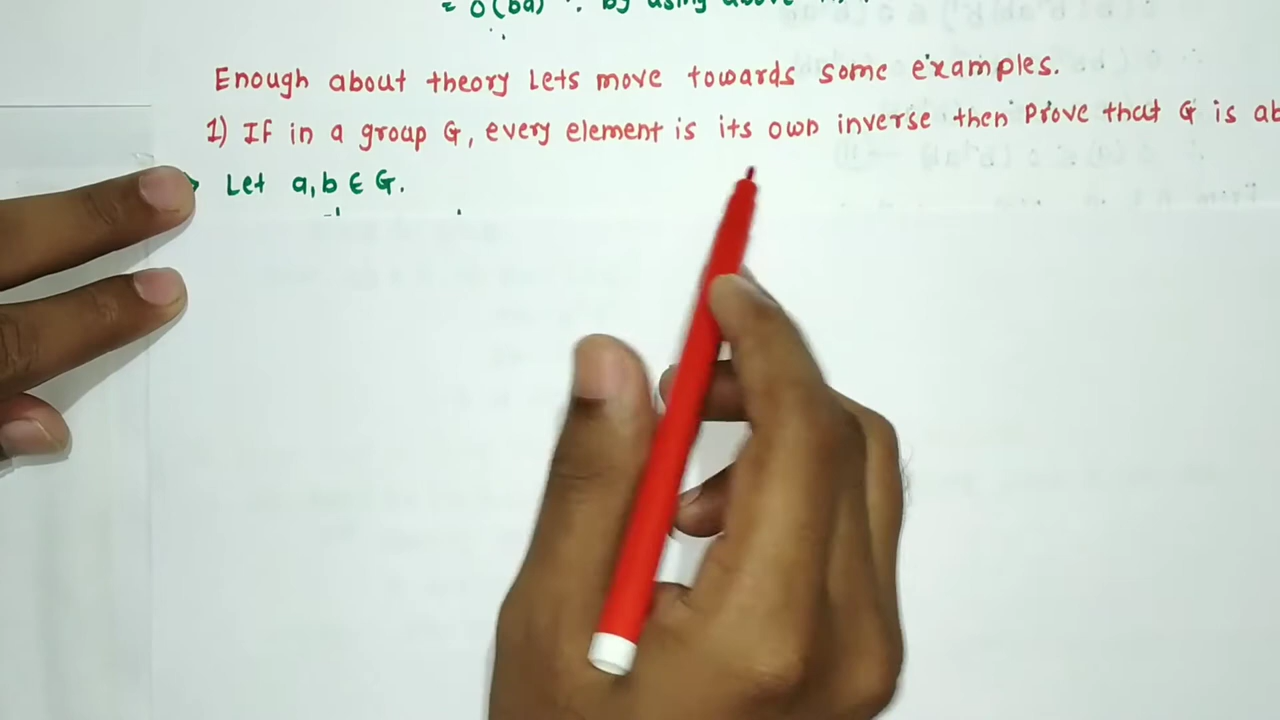 = o(ba)
Enough about theory Lets move towards some examples.
1) If in a group G, every element is its own inverse then Prove that G is ab
Let a, b ∈ G.